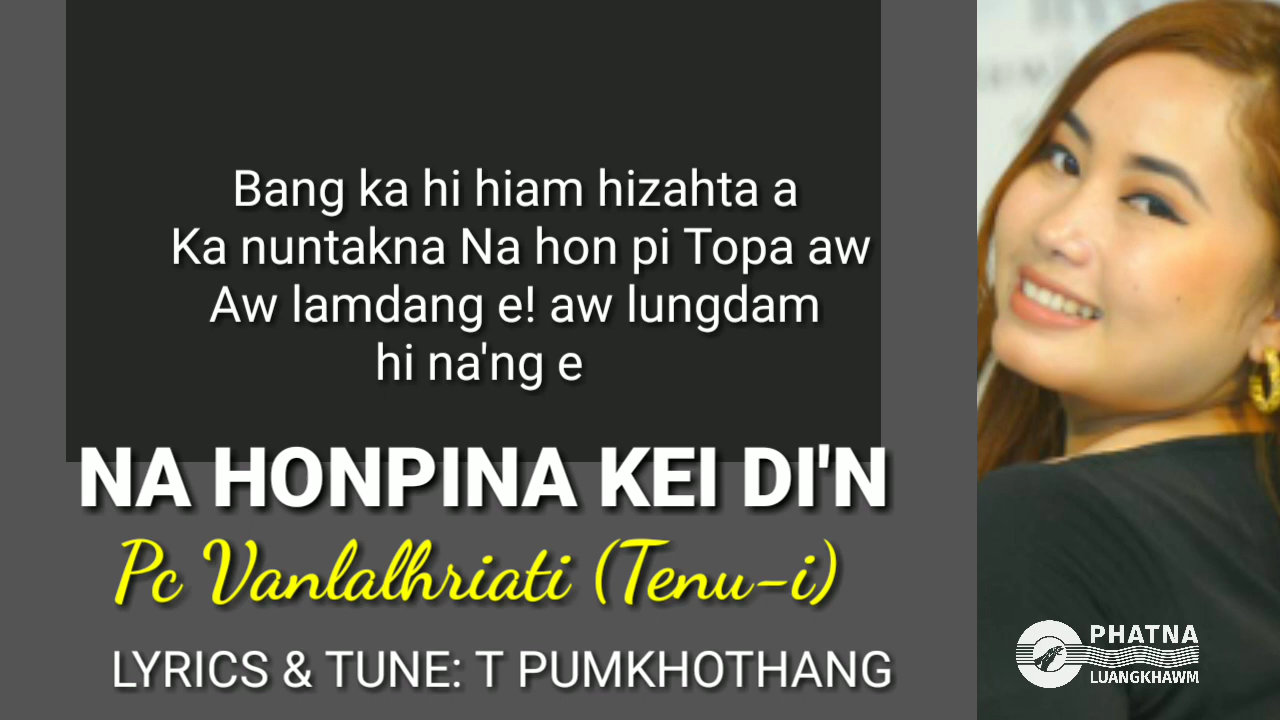 Bang ka hi hiam hizahta a
Ka nuntakna Na hon pi Topa aw
Aw lamdang e! aw lungdam
hi na'ng e
NA HONPINA KEI DI'N
Pc Vanlalhriati (Tenu-i)
LYRICS & TUNE: T PUMKHOTHANG
PHATNA
LUANGKHAWM